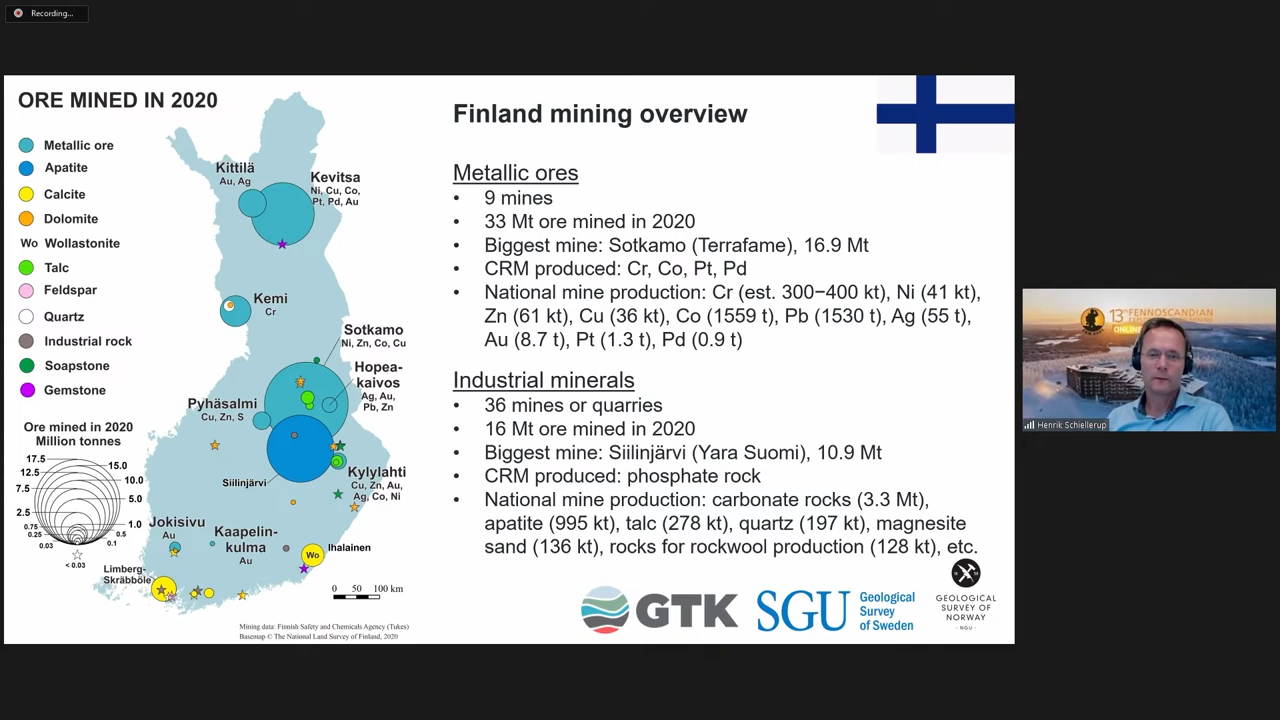 Recording...
ORE MINED IN 2020
Metallic ore
Apatite
Calcite
Dolomite
Wo Wollastonite
Talc
Feldspar
Quartz
Industrial rock
Soapstone
Gemstone
Ore mined in 2020
Million tonnes
17.5
15.0
12.5
10.0
7.5
5.0
2.5
1.0
0.75
0.5
0.25
0.1
0.03
< 0.03
Kittilä
Au, Ag
Kevitsa
Ni, Cu, Co,
Pt, Pd, Au
Kemi
Cr
Sotkamo
Ni, Zn, Co, Cu
Hopea-
kaivos
Ag, Au,
Pb, Zn
Pyhäsalmi
Cu, Zn, S
Siilinjärvi
Kylylahti
Cu, Zn, Au,
Ag, Co, Ni
Jokisivu
Au
Kaapelin-
kulma
Au
Wo
Ihalainen
Limberg-
Skräbböle
0 50 100 km
Mining data: Finnish Safety and Chemicals Agency (Tukes)
Basemap © The National Land Survey of Finland, 2020
Finland mining overview
Metallic ores
• 9 mines
• 33 Mt ore mined in 2020
• Biggest mine: Sotkamo (Terrafame), 16.9 Mt
• CRM produced: Cr, Co, Pt, Pd
• National mine production: Cr (est. 300−400 kt), Ni (41 kt),
Zn (61 kt), Cu (36 kt), Co (1559 t), Pb (1530 t), Ag (55 t),
Au (8.7 t), Pt (1.3 t), Pd (0.9 t)
Industrial minerals
• 36 mines or quarries
• 16 Mt ore mined in 2020
• Biggest mine: Siilinjärvi (Yara Suomi), 10.9 Mt
• CRM produced: phosphate rock
• National mine production: carbonate rocks (3.3 Mt),
apatite (995 kt), talc (278 kt), quartz (197 kt), magnesite
sand (136 kt), rocks for rockwool production (128 kt), etc.
GTK
SGU
Geological
Survey
of Sweden
GEOLOGICAL
SURVEY OF
NORWAY
- NGU -
13th FENNOSCANDIAN
ONLINE
Henrik Schiellerup